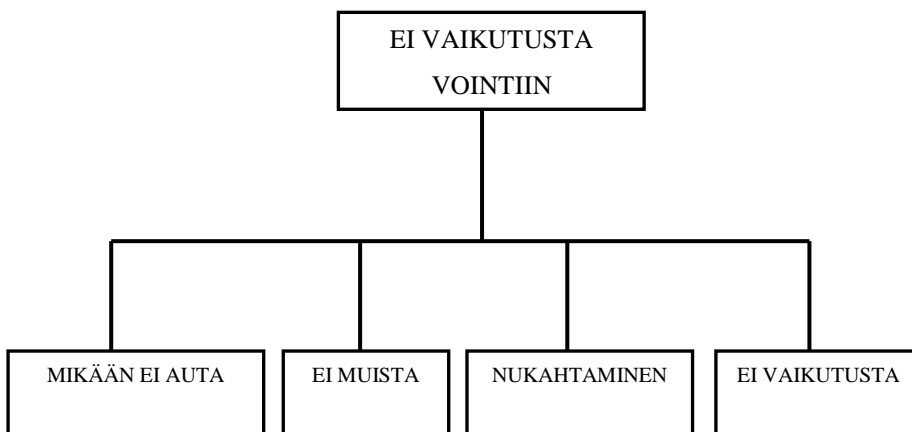 EI VAIKUTUSTA
VOINTIIN
MIKÄÄN EI AUTA
EI MUISTA
NUKAHTAMINEN
EI VAIKUTUSTA